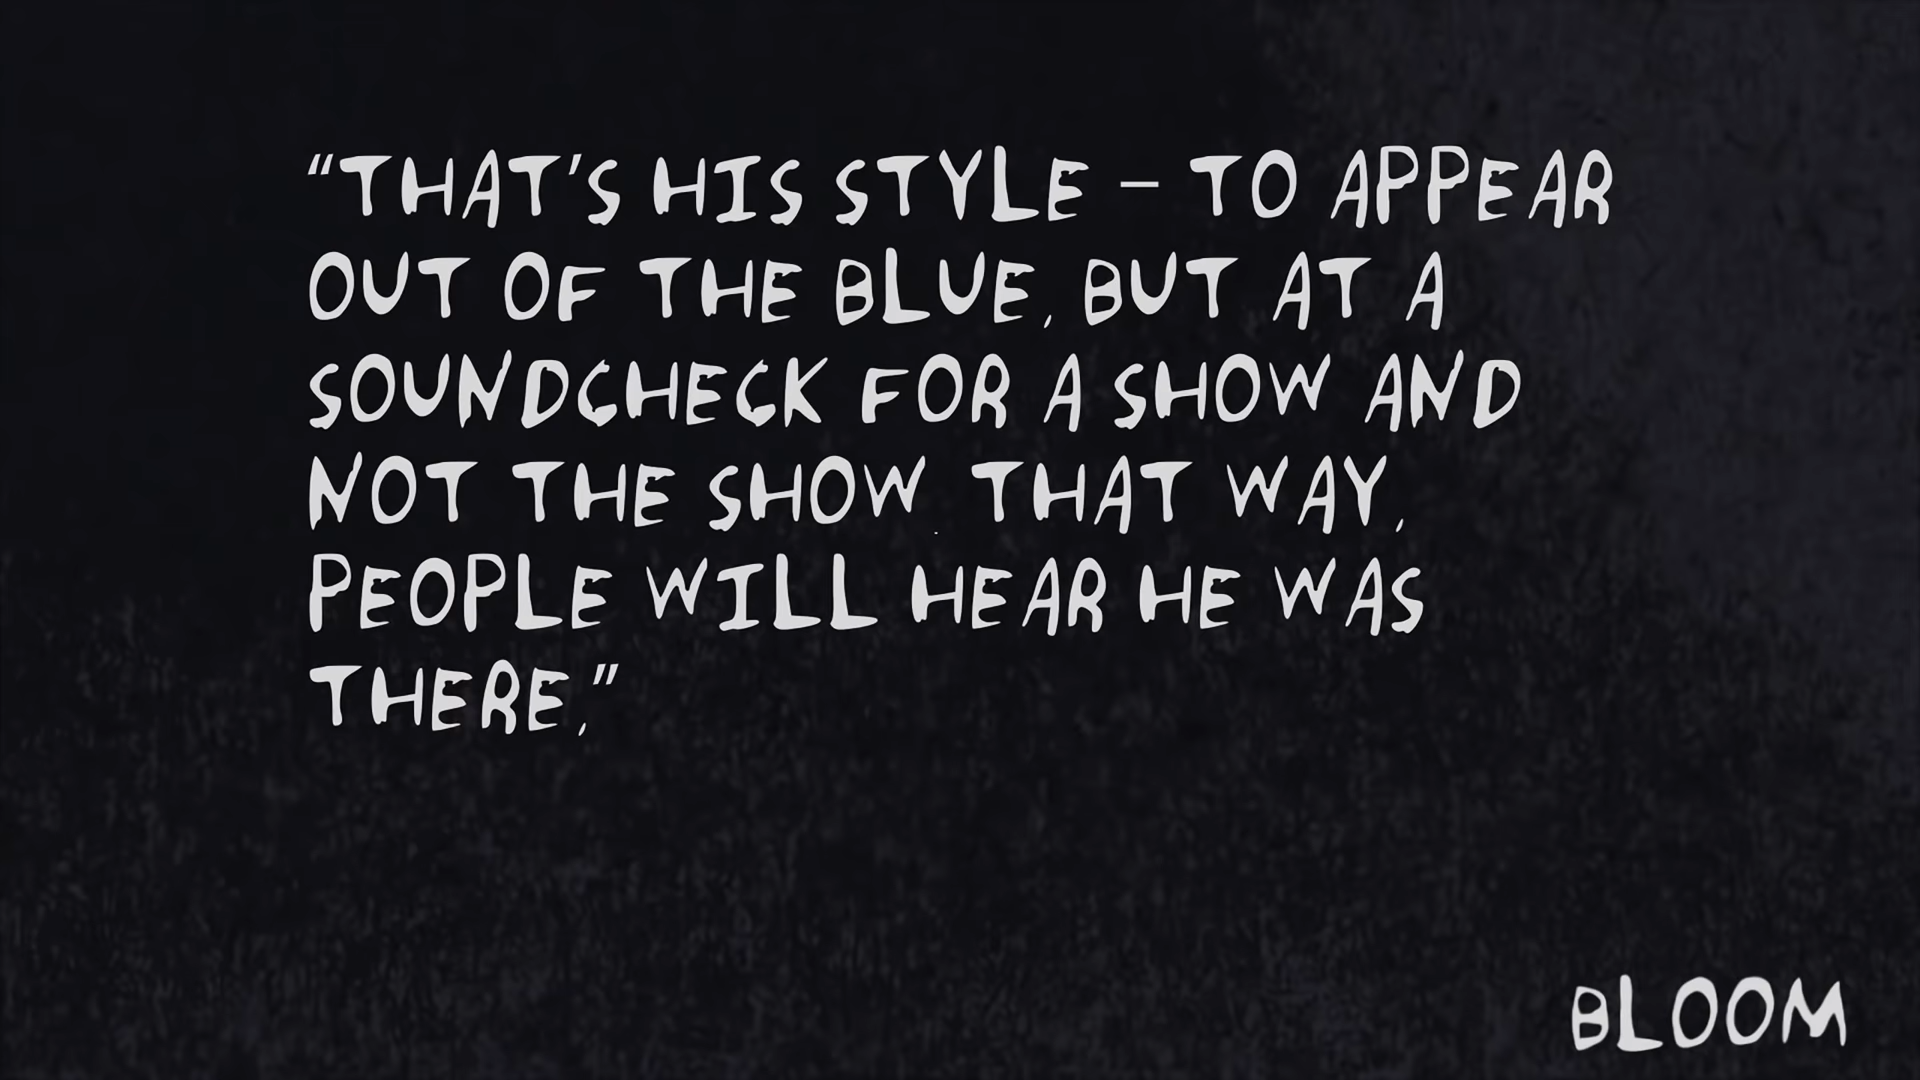 “THAT’S HIS STYLE – TO APPEAR
OUT OF THE BLUE, BUT AT A
SOUNDCHECK FOR A SHOW AND
NOT THE SHOW. THAT WAY,
PEOPLE WILL HEAR HE WAS
THERE,”
BLOOM